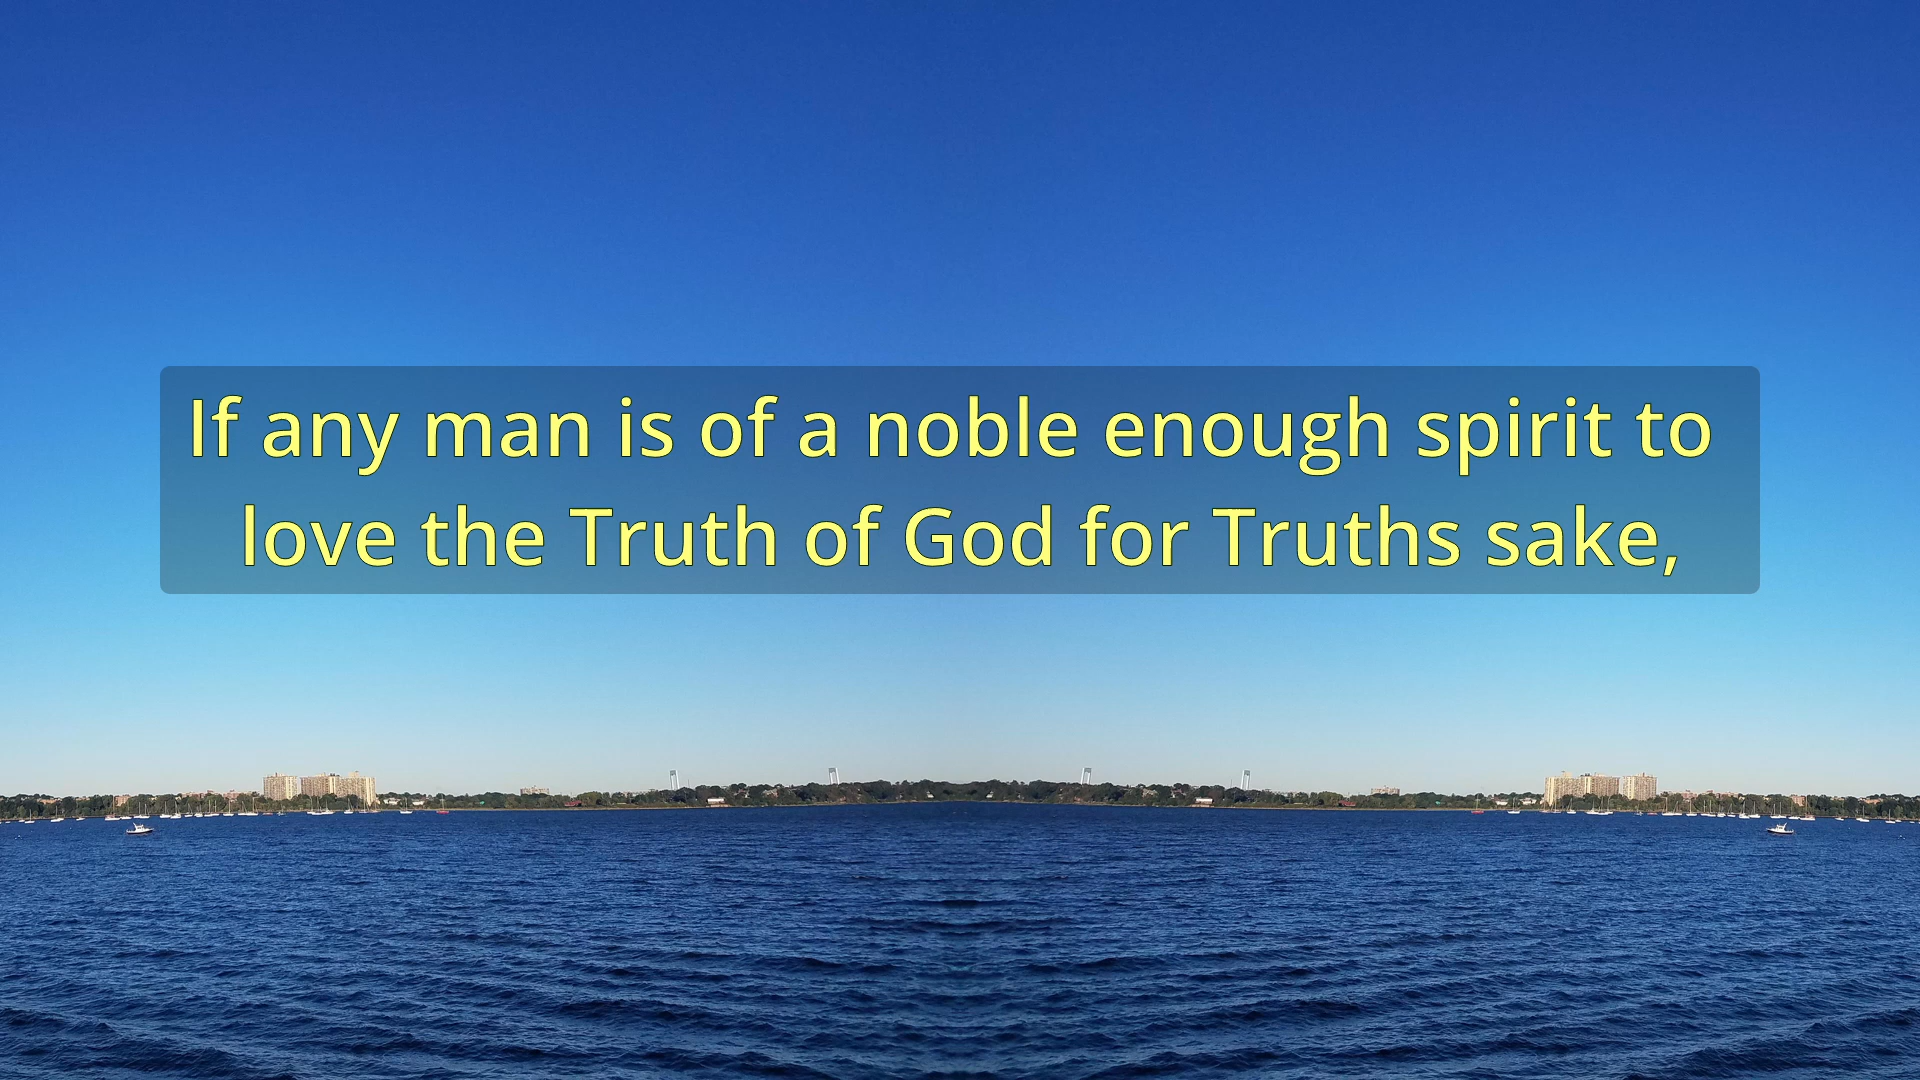 If any man is of a noble enough spirit to
love the Truth of God for Truths sake,